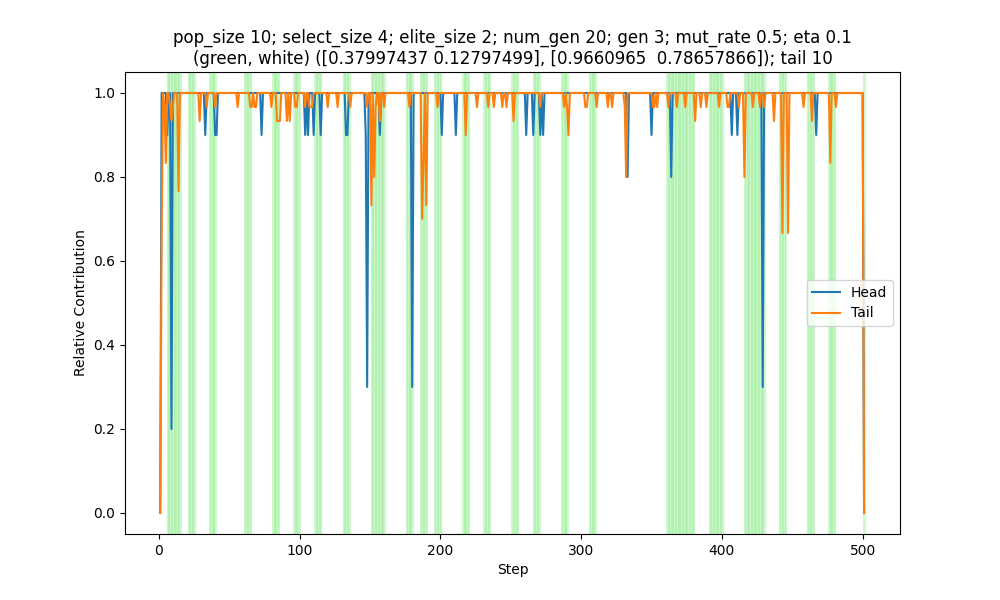 pop_size 10; select_size 4; elite_size 2; num_gen 20; gen 3; mut_rate 0.5; eta 0.1
(green, white) ([0.37997437 0.12797499], [0.9660965  0.78657866]); tail 10
1.0
0.8
0.6
0.4
0.2
0.0
Relative Contribution
Head
Tail
0
100
200
300
400
500
Step